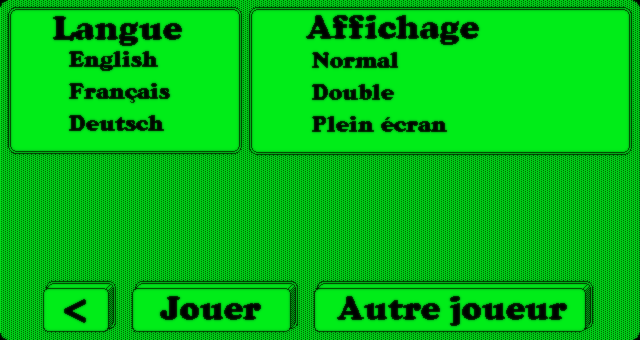 Langue
English
Français
Deutsch
Affichage
Normal
Double
Plein écran
<
Jouer
Autre joueur